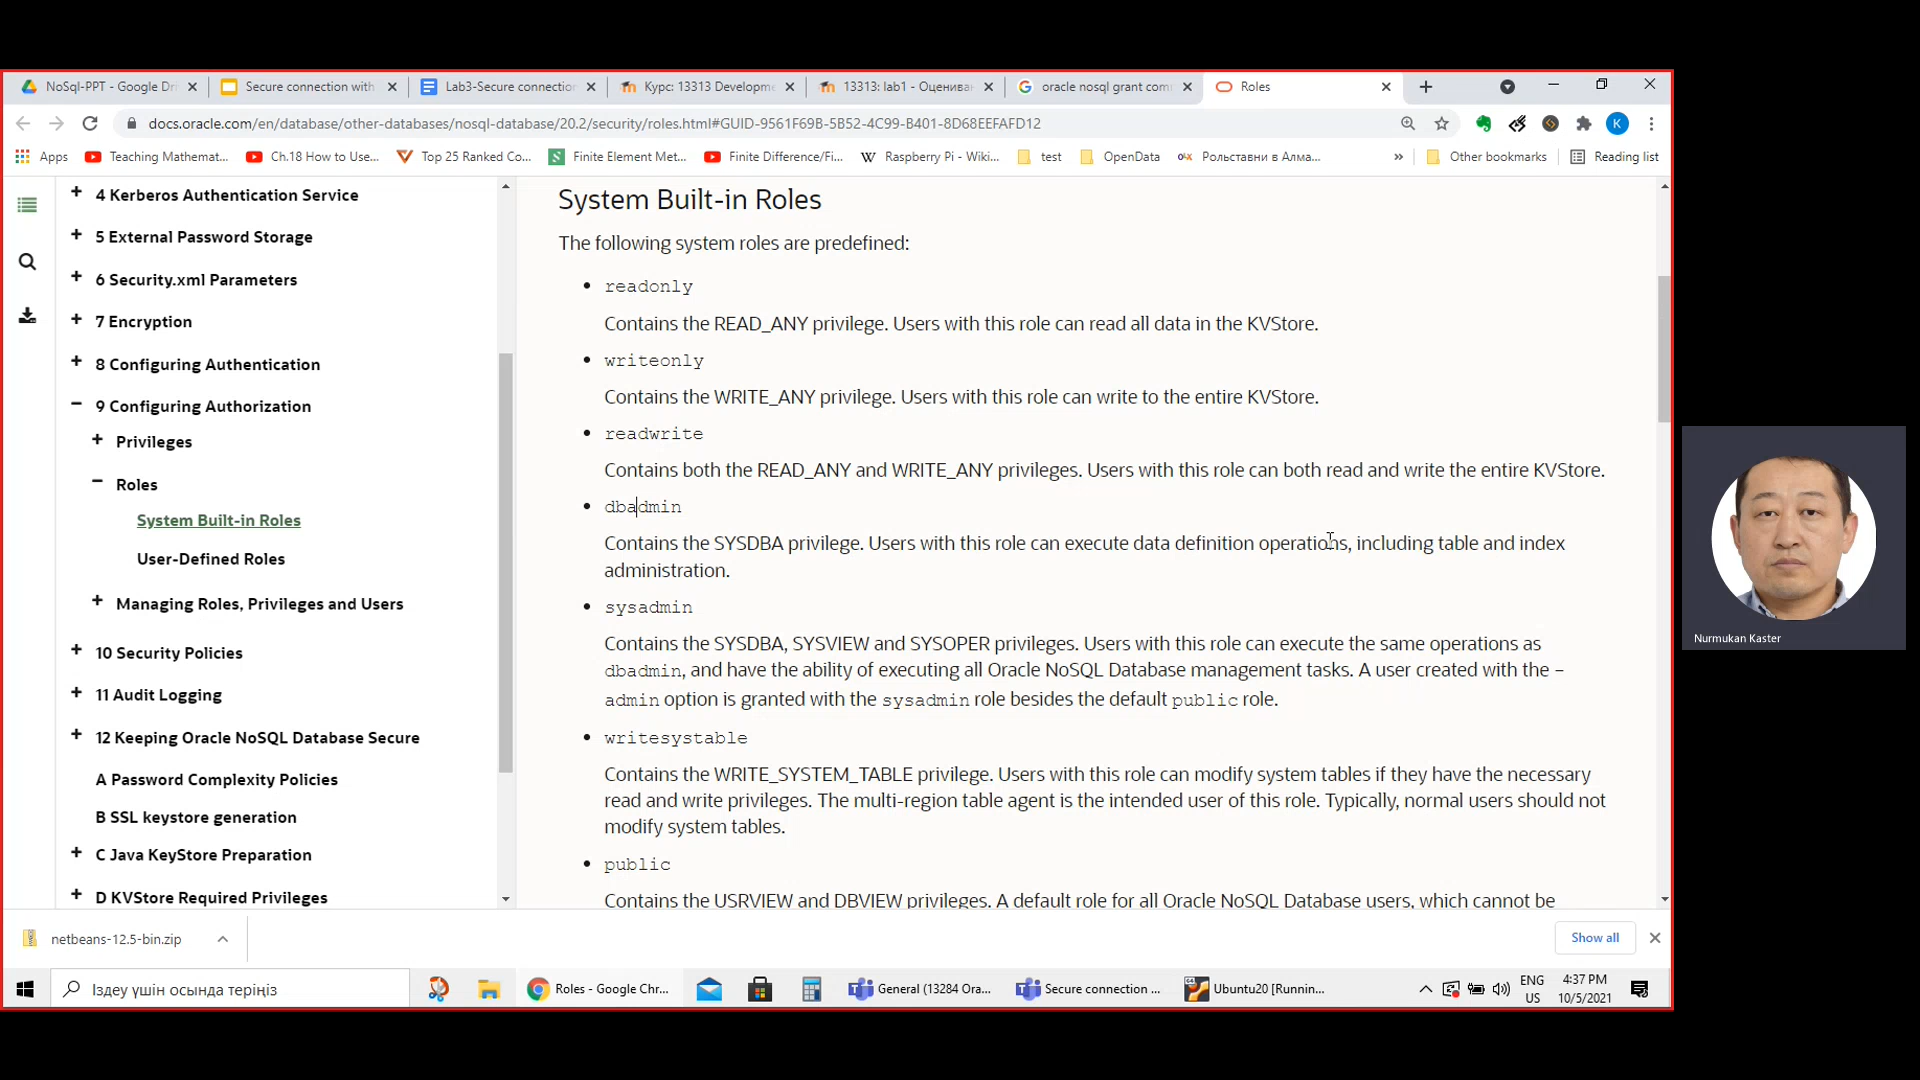 NoSql-PPT - Google Dri
Secure connection with
Lab3-Secure connection
Курс: 13313 Developm
13313: lab1 - Оцениван
oracle nosql grant com
Roles
docs.oracle.com/en/database/other-databases/nosql-database/20.2/security/roles.html#GUID-9561F69B-5B52-4C99-B401-8D68EEFAFD12
K
Apps
Teaching Mathemat...
Ch.18 How to Use...
Top 25 Ranked Co...
Finite Element Met...
Finite Difference/Fi...
Raspberry Pi - Wiki...
test
OpenData
Рольставни в Алма...
»
Other bookmarks
Reading list
4 Kerberos Authentication Service
5 External Password Storage
6 Security.xml Parameters
7 Encryption
8 Configuring Authentication
9 Configuring Authorization
Privileges
Roles
System Built-in Roles
User-Defined Roles
Managing Roles, Privileges and Users
10 Security Policies
11 Audit Logging
12 Keeping Oracle NoSQL Database Secure
A Password Complexity Policies
B SSL keystore generation
C Java KeyStore Preparation
D KVStore Required Privileges
System Built-in Roles
The following system roles are predefined:
• readonly
Contains the READ_ANY privilege. Users with this role can read all data in the KVStore.
• writeonly
Contains the WRITE_ANY privilege. Users with this role can write to the entire KVStore.
• readwrite
Contains both the READ_ANY and WRITE_ANY privileges. Users with this role can both read and write the entire KVStore.
• dbadmin
Contains the SYSDBA privilege. Users with this role can execute data definition operations, including table and index
administration.
• sysadmin
Contains the SYSDBA, SYSVIEW and SYSOPER privileges. Users with this role can execute the same operations as
dbadmin, and have the ability of executing all Oracle NoSQL Database management tasks. A user created with the –
admin option is granted with the sysadmin role besides the default public role.
• writesystable
Contains the WRITE_SYSTEM_TABLE privilege. Users with this role can modify system tables if they have the necessary
read and write privileges. The multi-region table agent is the intended user of this role. Typically, normal users should not
modify system tables.
• public
Contains the USRVIEW and DBVIEW privileges. A default role for all Oracle NoSQL Database users, which cannot be
Nurmukan Kaster
netbeans-12.5-bin.zip
Show all
Іздеу үшін осында теріңіз
Roles - Google Chr...
General (13284 Ora...
Secure connection ...
Ubuntu20 [Runnin...
ENG
US
4:37 PM
10/5/2021